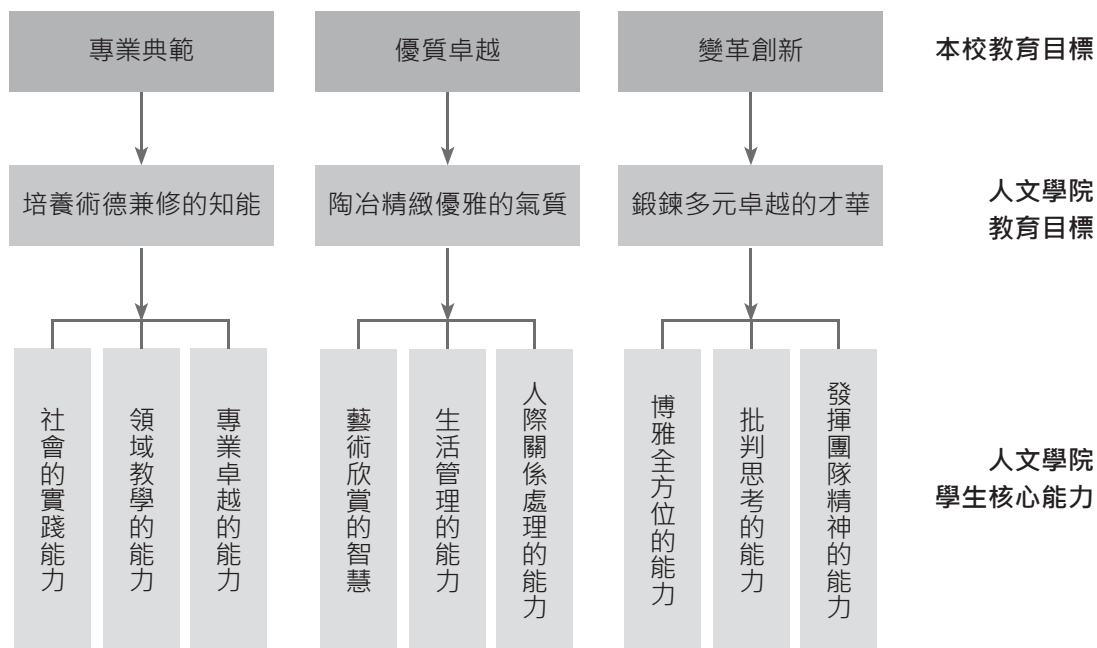 專業典範
優質卓越
變革創新
本校教育目標
培養術德兼修的知能
陶冶精緻優雅的氣質
鍛鍊多元卓越的才華
人文學院
教育目標
社會的實踐能力
領域教學的能力
專業卓越的能力
藝術欣賞的智慧
生活管理的能力
人際關係處理的能力
博雅全方位的能力
批判思考的能力
發揮團隊精神的能力
人文學院
學生核心能力